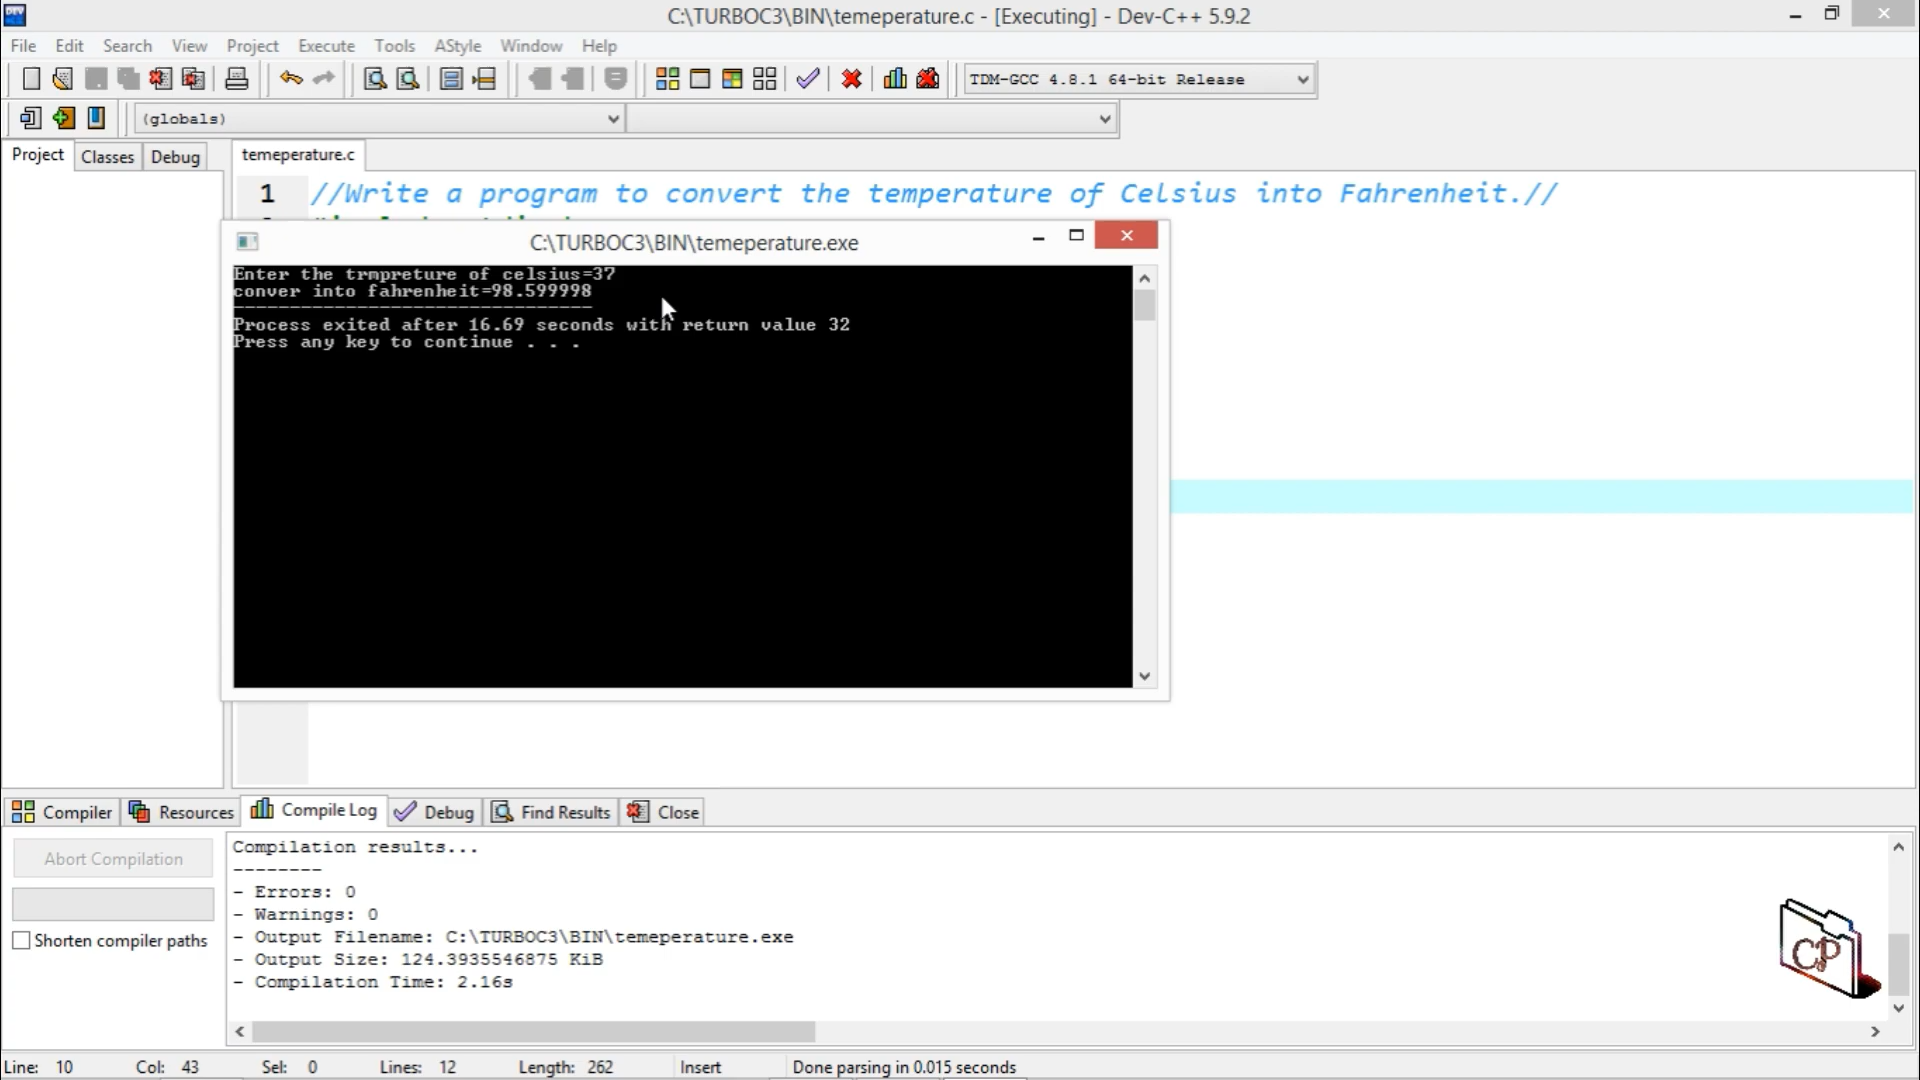 C:\TURBOC3\BIN\temeperature.c - [Executing] - Dev-C++ 5.9.2
File Edit Search View Project Execute Tools AStyle Window Help
TDM-GCC 4.8.1 64-bit Release
(globals)
Project Classes Debug
temeperature.c
1 //Write a program to convert the temperature of Celsius into Fahrenheit.//
C:\TURBOC3\BIN\temeperature.exe
Enter the trmpreture of celsius=37
conver into fahrenheit=98.599998
--------------------------------
Process exited after 16.69 seconds with return value 32
Press any key to continue . . .
Compiler Resources Compile Log Debug Find Results Close
Abort Compilation
Shorten compiler paths
Compilation results...
--------
- Errors: 0
- Warnings: 0
- Output Filename: C:\TURBOC3\BIN\temeperature.exe
- Output Size: 124.3935546875 KiB
- Compilation Time: 2.16s
CP
Line: 10 Col: 43 Sel: 0 Lines: 12 Length: 262 Insert Done parsing in 0.015 seconds